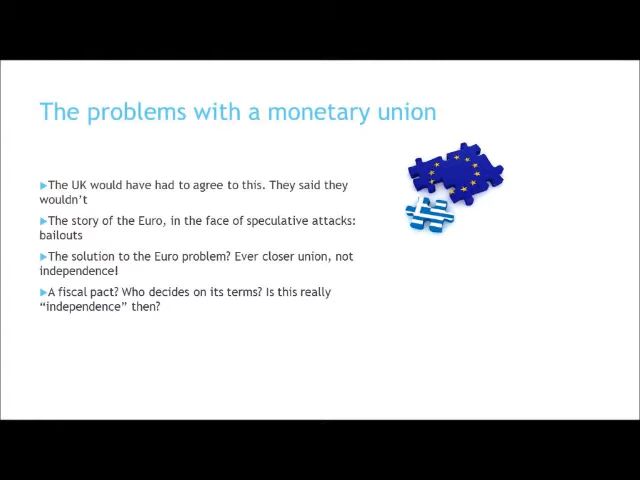 The problems with a monetary union
▶The UK would have had to agree to this. They said they
wouldn’t
▶The story of the Euro, in the face of speculative attacks:
bailouts
▶The solution to the Euro problem? Ever closer union, not
independence!
▶A fiscal pact? Who decides on its terms? Is this really
“independence” then?